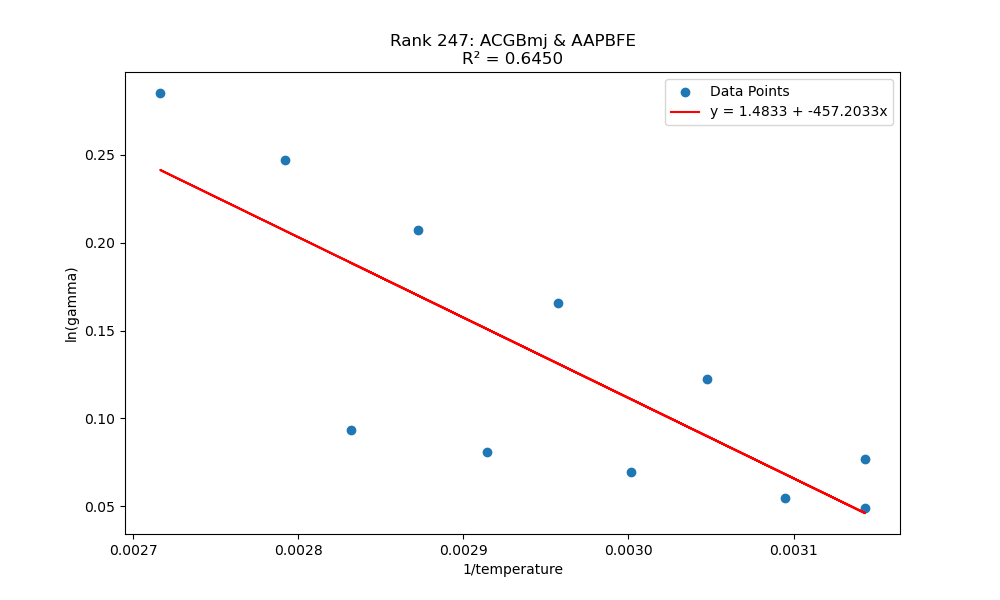 Rank 247: ACGBmj & AAPBFE
R² = 0.6450
Data Points
y = 1.4833 + -457.2033x
ln(gamma)
0.25
0.20
0.15
0.10
0.05
0.0027 0.0028 0.0029 0.0030 0.0031
1/temperature